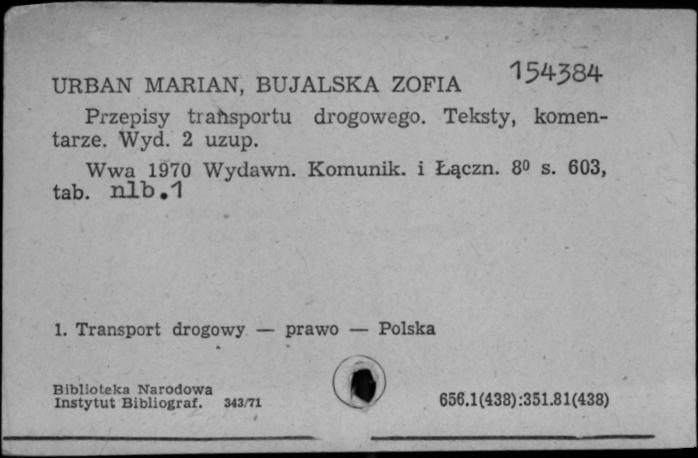 154384
URBAN MARIAN, BUJALSKA ZOFIA
Przepisy transportu drogowego. Teksty, komen-
tarze. Wyd. 2 uzup.
Wwa 1970 Wydawn. Komunik. i Łączn. 8⁰ s. 603,
tab. nlb.1
1. Transport drogowy — prawo — Polska
Biblioteka Narodowa
Instytut Bibliograf. 343/71
656.1(438):351.81(438)